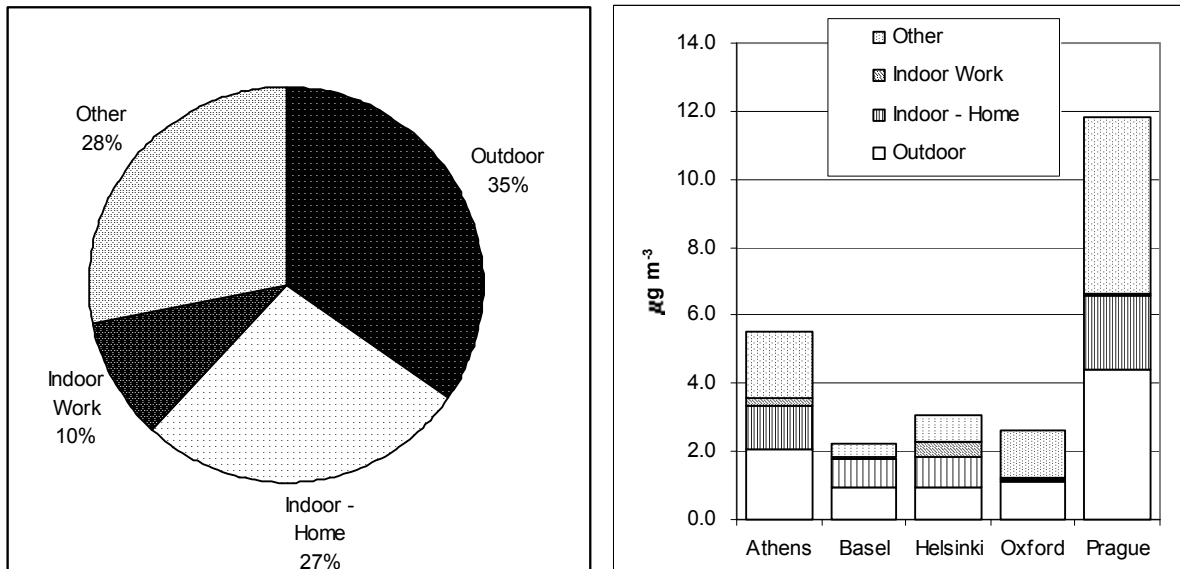 Other
28%
Outdoor
35%
Indoor
Work
10%
Indoor -
Home
27%
14.0
12.0
10.0
8.0
6.0
4.0
2.0
0.0
µg m⁻³
Other
Indoor Work
Indoor - Home
Outdoor
Athens
Basel
Helsinki
Oxford
Prague